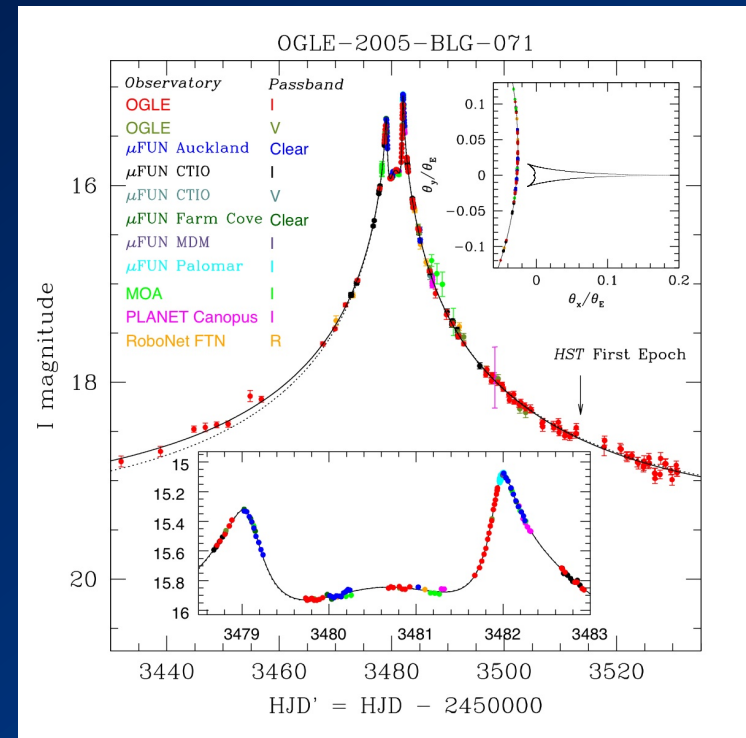 OGLE-2005-BLG-071
Observatory Passband
OGLE I
OGLE V
μFUN Auckland Clear
μFUN CTIO I
μFUN CTIO V
μFUN Farm Cove Clear
μFUN MDM I
μFUN Palomar I
MOA I
PLANET Canopus I
RoboNet FTN R
0.1
0.05
0
−0.05
−0.1
θy/θE
0 0.1 0.2
θx/θE
HST First Epoch
I magnitude
16
18
20
15
15.2
15.4
15.6
15.8
16
3479 3480 3481 3482 3483
3440 3460 3480 3500 3520
HJD' = HJD − 2450000